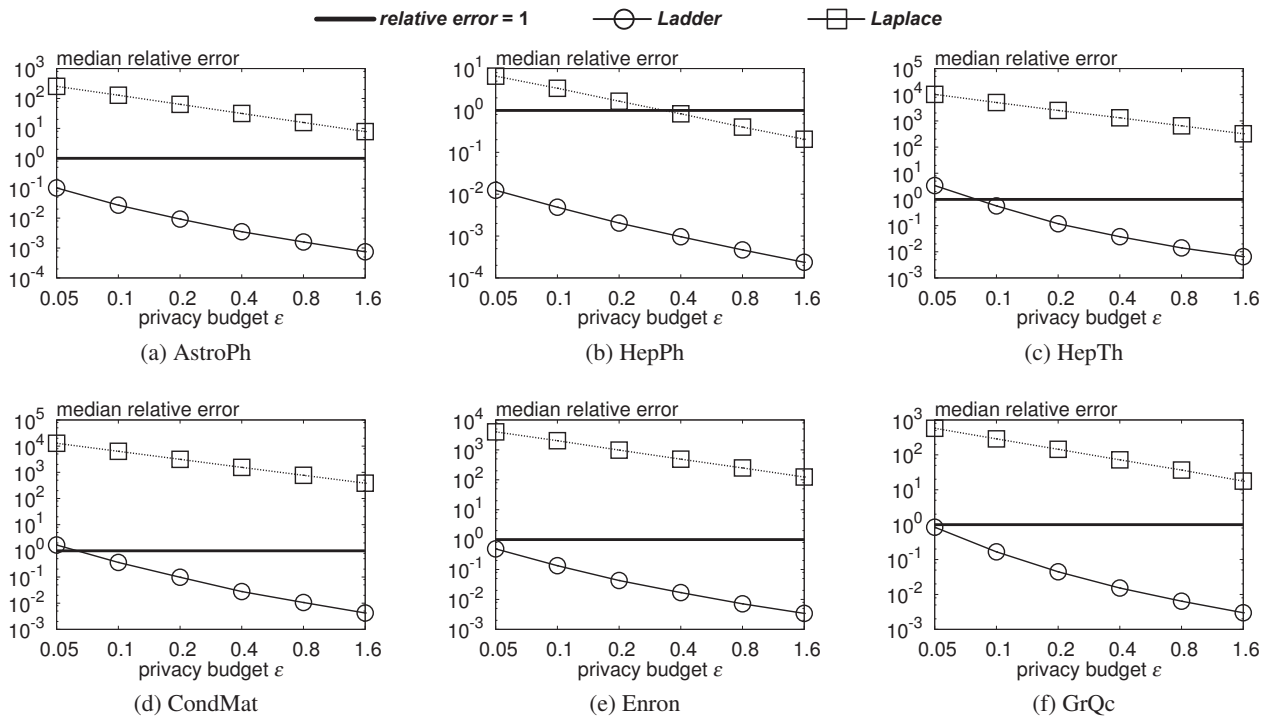 relative error = 1 Ladder Laplace
median relative error
10^3
10^2
10^1
10^0
10^-1
10^-2
10^-3
10^-4
0.05 0.1 0.2 0.4 0.8 1.6
privacy budget ε
(a) AstroPh
median relative error
10^1
10^0
10^-1
10^-2
10^-3
10^-4
0.05 0.1 0.2 0.4 0.8 1.6
privacy budget ε
(b) HepPh
median relative error
10^5
10^4
10^3
10^2
10^1
10^0
10^-1
10^-2
10^-3
0.05 0.1 0.2 0.4 0.8 1.6
privacy budget ε
(c) HepTh
median relative error
10^5
10^4
10^3
10^2
10^1
10^0
10^-1
10^-2
10^-3
0.05 0.1 0.2 0.4 0.8 1.6
privacy budget ε
(d) CondMat
median relative error
10^4
10^3
10^2
10^1
10^0
10^-1
10^-2
10^-3
0.05 0.1 0.2 0.4 0.8 1.6
privacy budget ε
(e) Enron
median relative error
10^3
10^2
10^1
10^0
10^-1
10^-2
10^-3
0.05 0.1 0.2 0.4 0.8 1.6
privacy budget ε
(f) GrQc